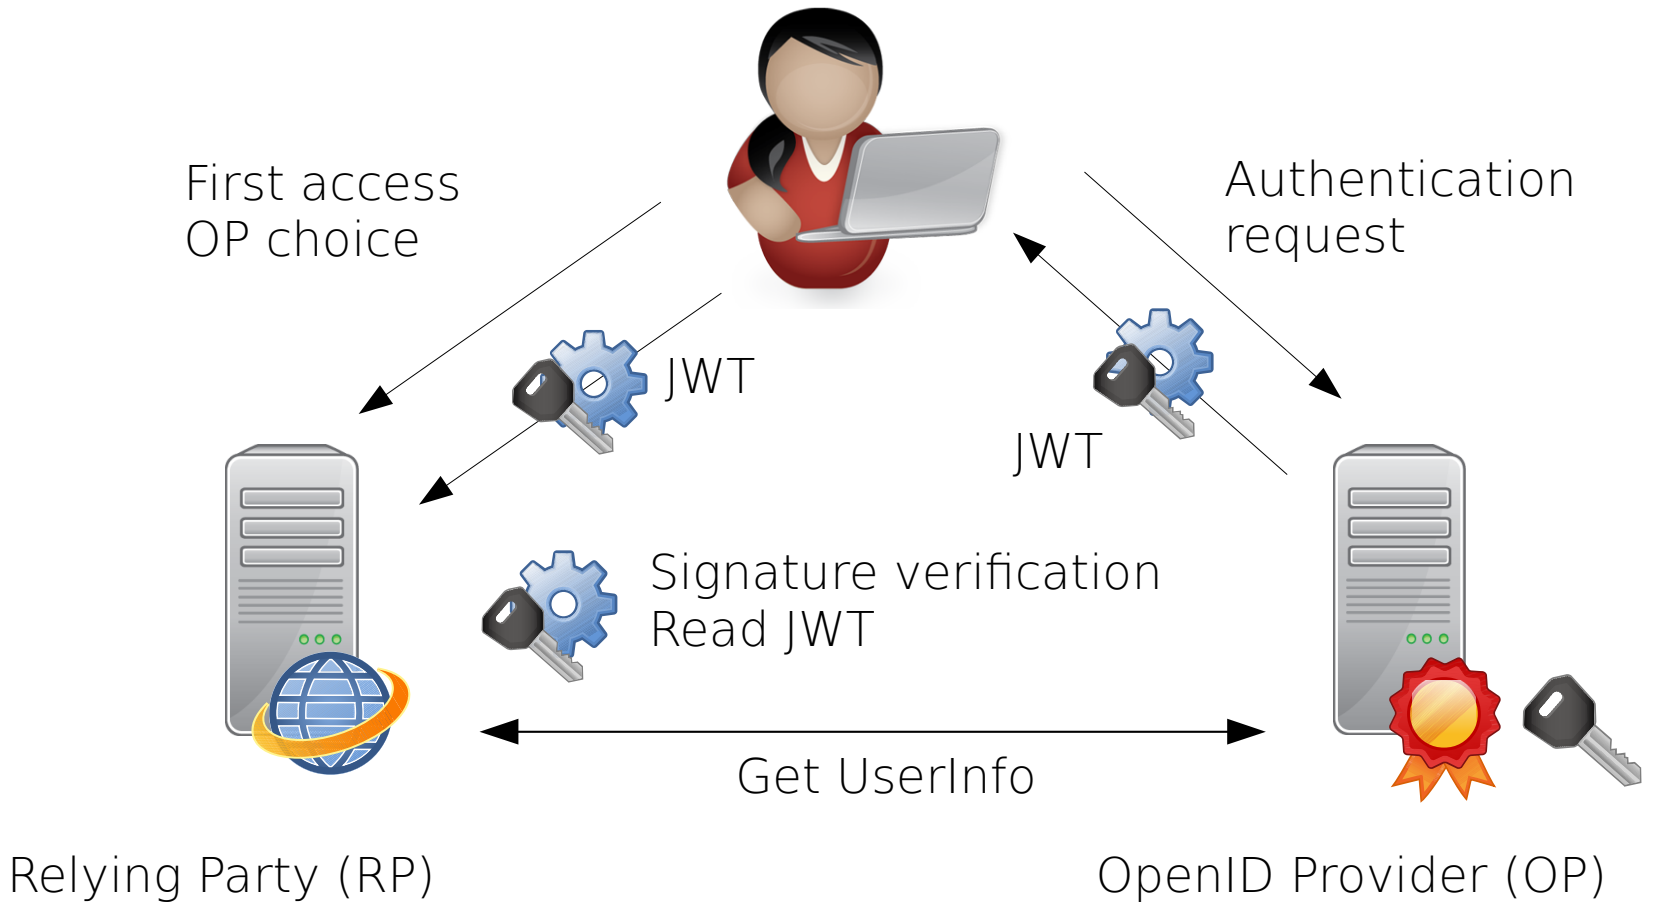 First access
OP choice
Authentication
request
JWT
JWT
Signature verification
Read JWT
Get UserInfo
Relying Party (RP)
OpenID Provider (OP)